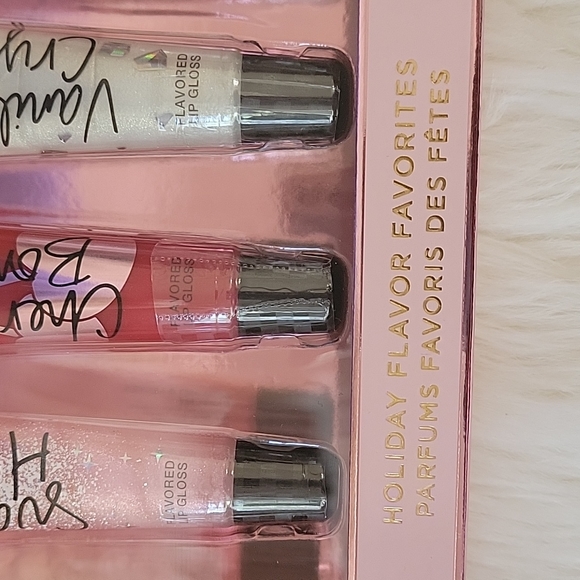 HOLIDAY FLAVOR FAVORITES
PARFUMS FAVORIS DES FÊTES
FLAVORED
LIP GLOSS
FLAVORED
LIP GLOSS
FLAVORED
LIP GLOSS